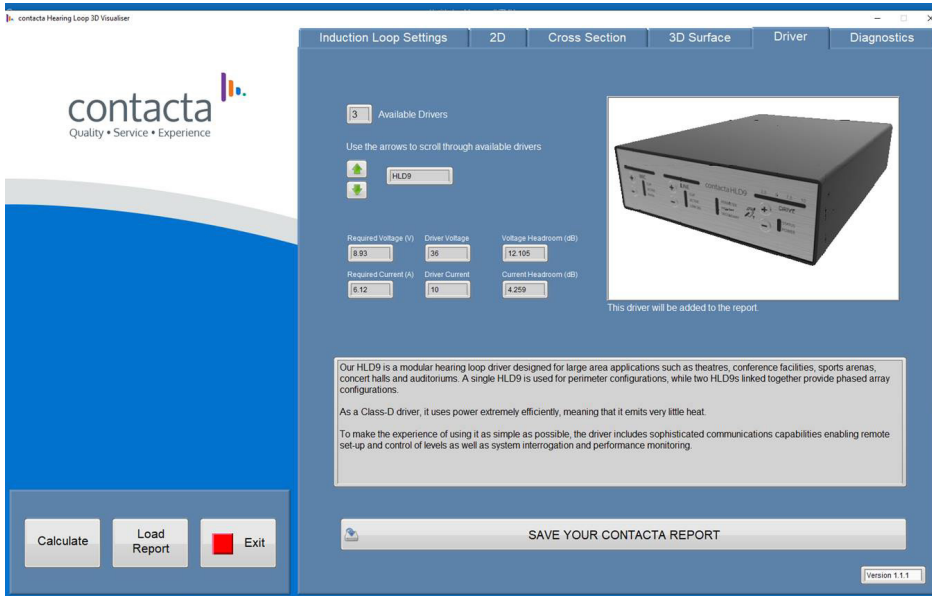 contacta Hearing Loop 3D Visualiser
Induction Loop Settings
2D
Cross Section
3D Surface
Driver
Diagnostics
contacta
Quality • Service • Experience
3 Available Drivers
Use the arrows to scroll through available drivers
HLD9
Required Voltage (V) Driver Voltage Voltage Headroom (dB)
8.93 36 12.105
Required Current (A) Driver Current Current Headroom (dB)
6.12 10 4.259
contacta HLD9
DRIVE
This driver will be added to the report
Our HLD9 is a modular hearing loop driver designed for large area applications such as theatres, conference facilities, sports arenas,
concert halls and auditoriums. A single HLD9 is used for perimeter configurations, while two HLD9s linked together provide phased array
configurations.
As a Class-D driver, it uses power extremely efficiently, meaning that it emits very little heat.
To make the experience of using it as simple as possible, the driver includes sophisticated communications capabilities enabling remote
set-up and control of levels as well as system interrogation and performance monitoring.
Calculate
Load
Report
Exit
SAVE YOUR CONTACTA REPORT
Version 1.1.1